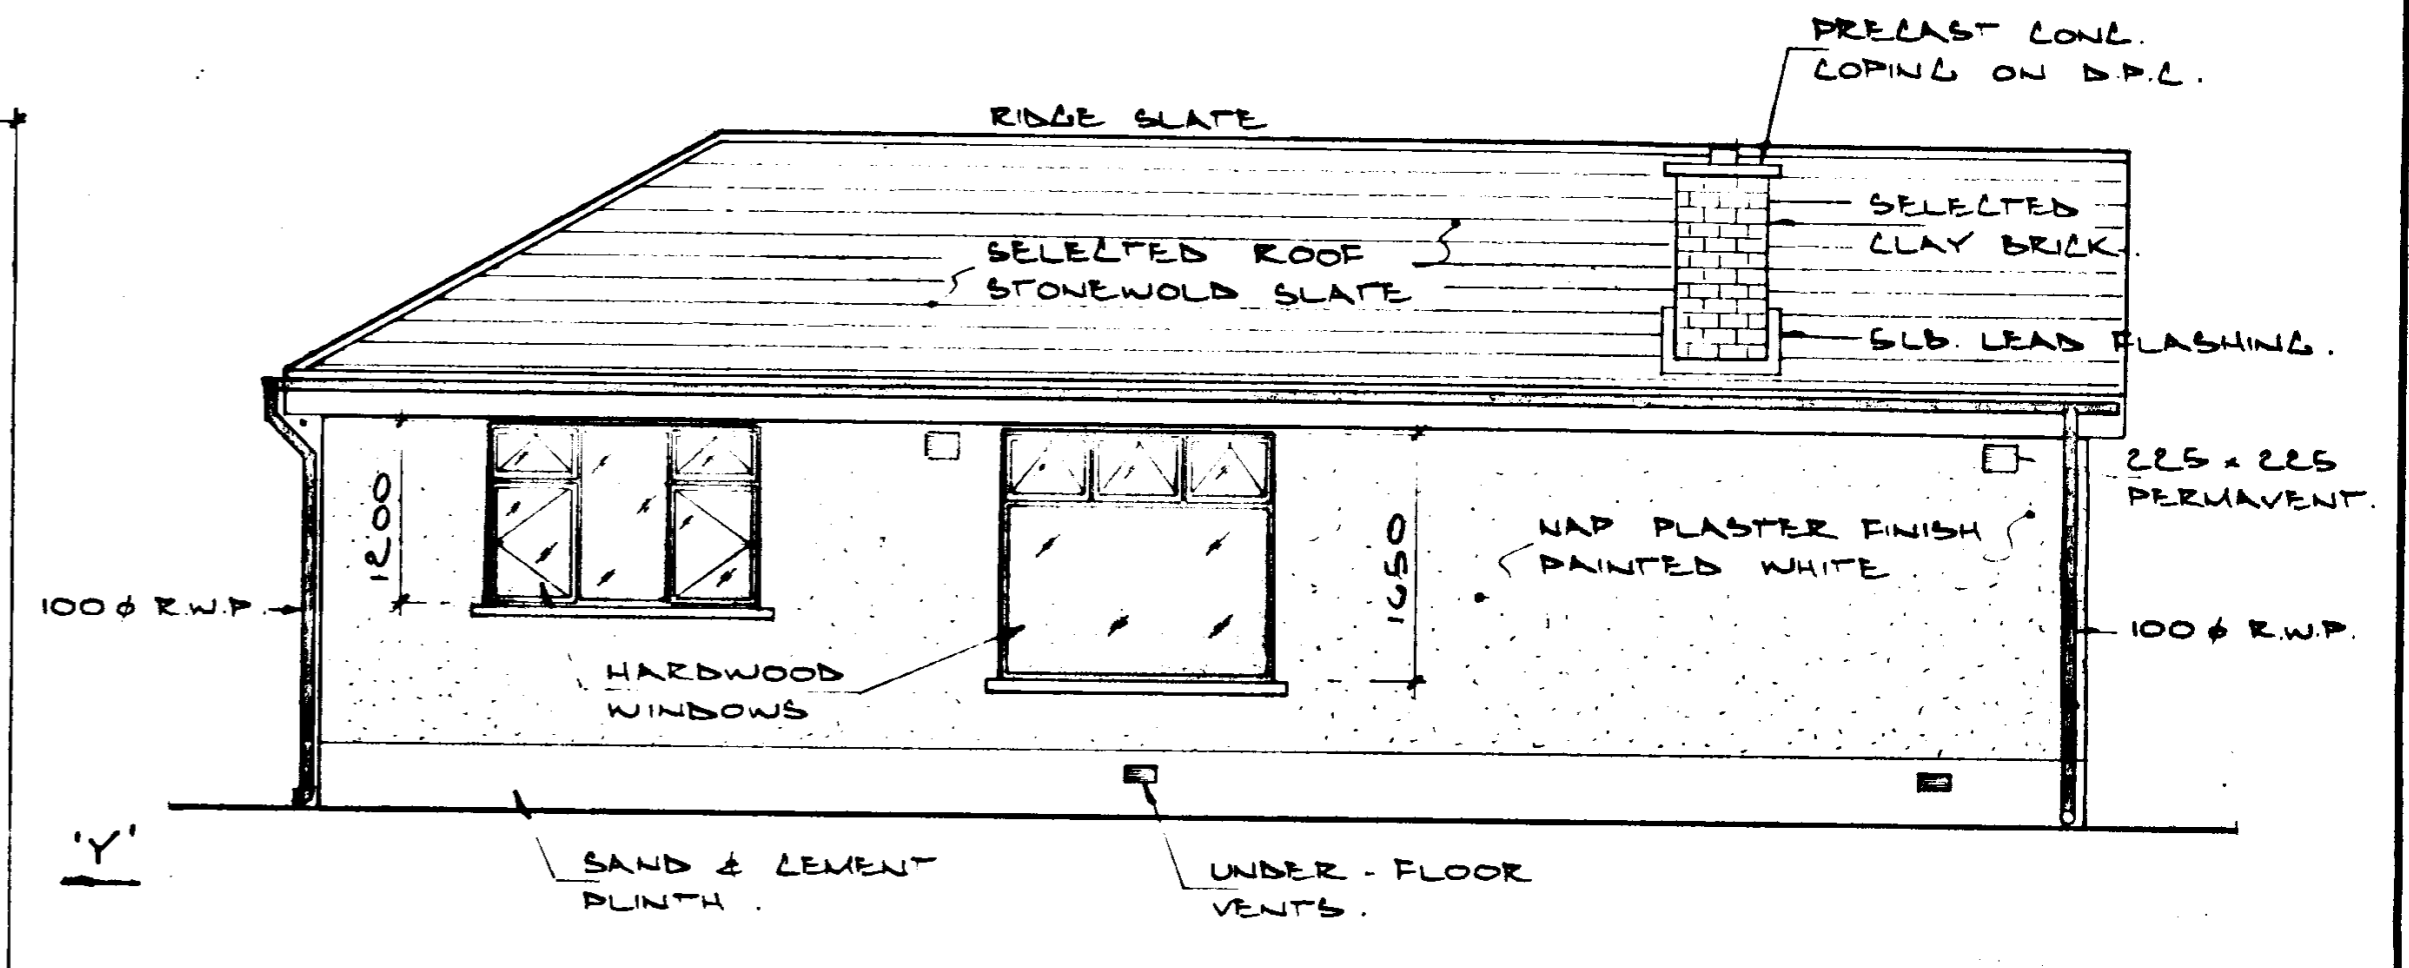 PRECAST CONC.
COPING ON D.P.C.
RIDGE SLATE
SELECTED ROOF
STONEWOLD SLATE
SELECTED
CLAY BRICK.
5LB. LEAD FLASHING.
1200
1650
225 x 225
PERMAVENT.
NAP PLASTER FINISH
PAINTED WHITE
100 ϕ R.W.P.
100 ϕ R.W.P.
HARDWOOD
WINDOWS
'Y'
SAND & CEMENT
PLINTH.
UNDER-FLOOR
VENTS.